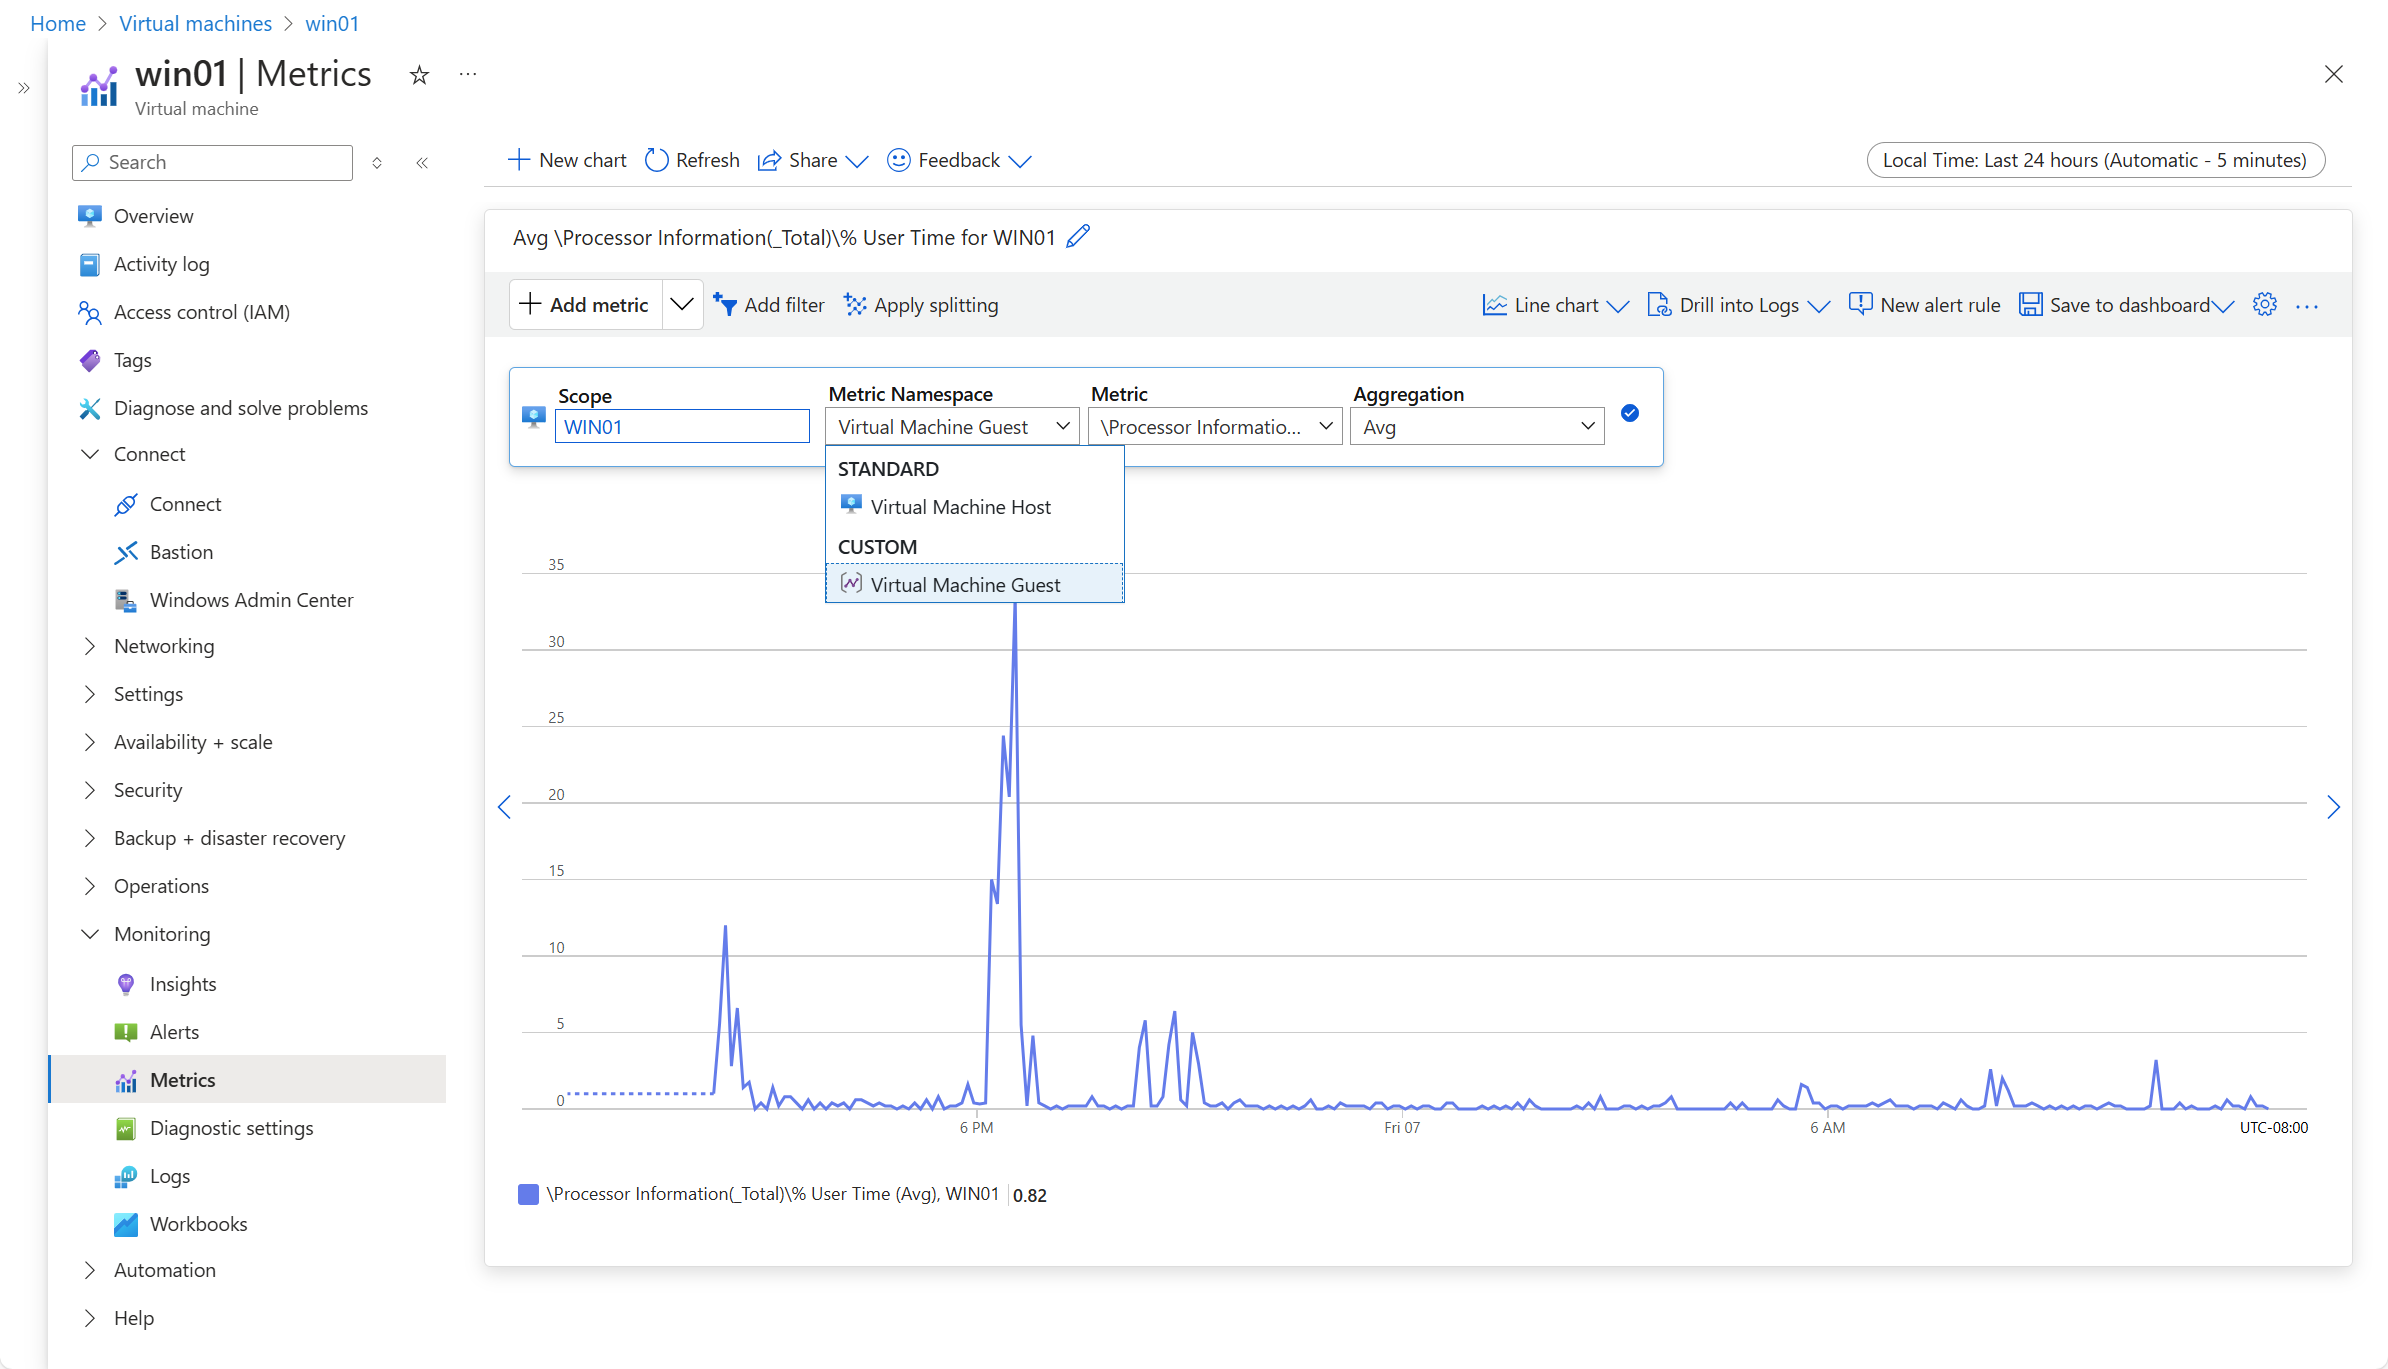 Home > Virtual machines > win01
win01 | Metrics
Virtual machine
Search
Overview
Activity log
Access control (IAM)
Tags
Diagnose and solve problems
Connect
Connect
Bastion
Windows Admin Center
Networking
Settings
Availability + scale
Security
Backup + disaster recovery
Operations
Monitoring
Insights
Alerts
Metrics
Diagnostic settings
Logs
Workbooks
Automation
Help
New chart Refresh Share Feedback Local Time: Last 24 hours (Automatic - 5 minutes)
Avg \Processor Information(_Total)\% User Time for WIN01
Add metric Add filter Apply splitting Line chart Drill into Logs New alert rule Save to dashboard ...
Scope Metric Namespace Metric Aggregation
WIN01 Virtual Machine Guest \Processor Informatio... Avg
STANDARD
Virtual Machine Host
CUSTOM
Virtual Machine Guest
35
30
25
20
15
10
5
0
6 PM Fri 07 6 AM UTC-08:00
\Processor Information(_Total)\% User Time (Avg), WIN01 | 0.82